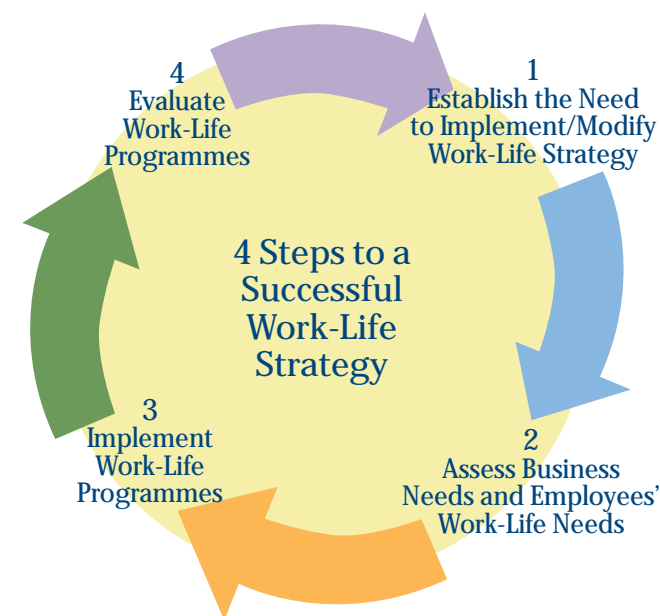 4 Steps to a
Successful
Work-Life
Strategy
1
Establish the Need
to Implement/Modify
Work-Life Strategy
2
Assess Business
Needs and Employees’
Work-Life Needs
3
Implement
Work-Life
Programmes
4
Evaluate
Work-Life
Programmes